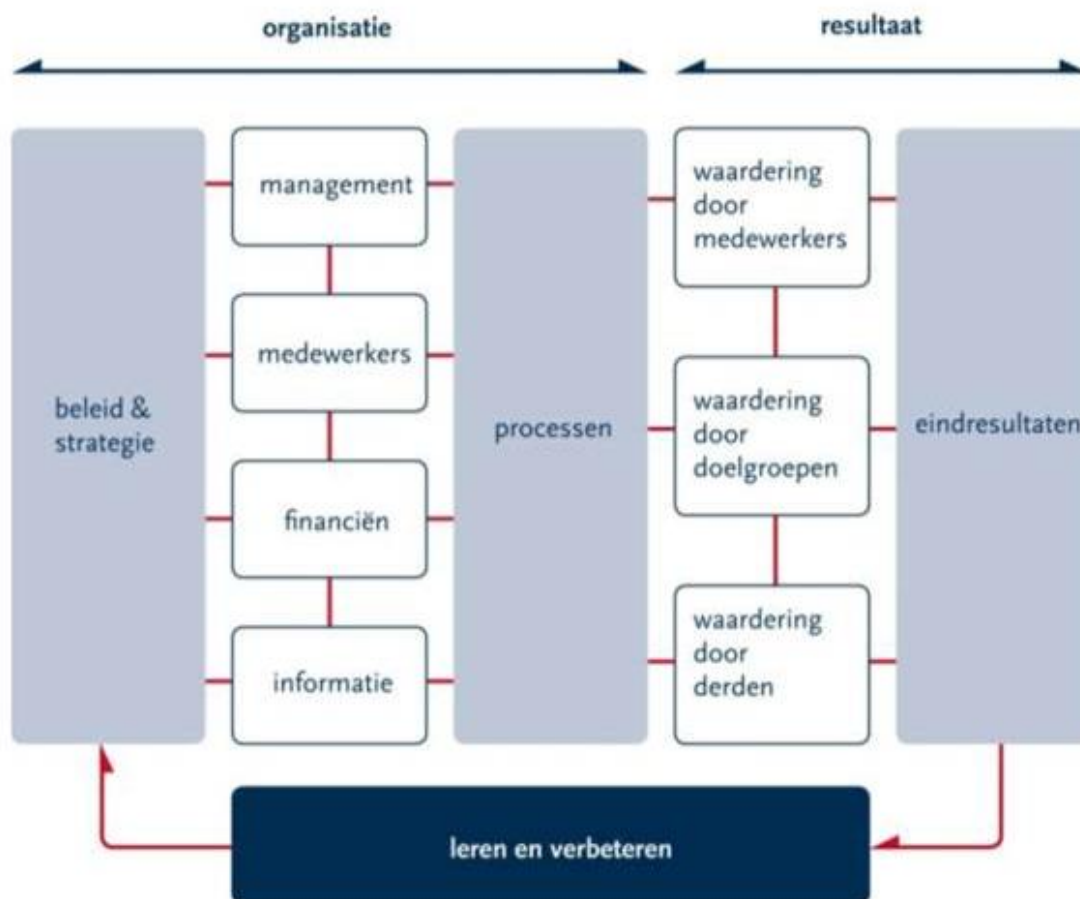 organisatie
resultaat
beleid &
strategie
management
medewerkers
financiën
informatie
processen
waardering
door
medewerkers
waardering
door
doelgroepen
waardering
door
derden
eindresultaten
leren en verbeteren